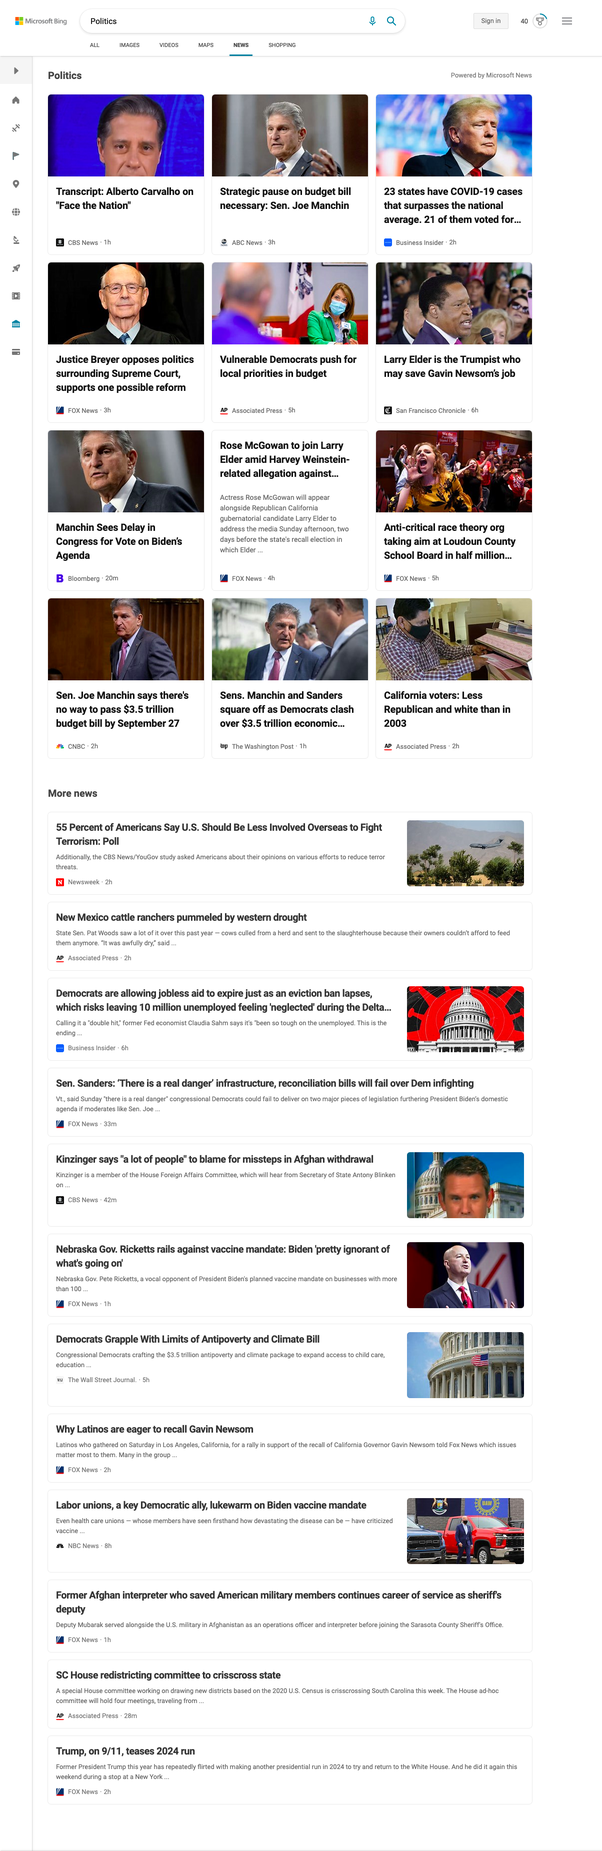 Microsoft Bing
Politics
Sign in
40
ALL
IMAGES
VIDEOS
MAPS
NEWS
SHOPPING
Politics
Powered by Microsoft News
Transcript: Alberto Carvalho on
"Face the Nation"
CBS News · 1h
Strategic pause on budget bill
necessary: Sen. Joe Manchin
ABC News · 3h
23 states have COVID-19 cases
that surpasses the national
average. 21 of them voted for...
Business Insider · 2h
Justice Breyer opposes politics
surrounding Supreme Court,
supports one possible reform
FOX News · 3h
Vulnerable Democrats push for
local priorities in budget
AP Associated Press · 5h
Larry Elder is the Trumpist who
may save Gavin Newsom's job
San Francisco Chronicle · 6h
Manchin Sees Delay in
Congress for Vote on Biden's
Agenda
B Bloomberg · 20m
Rose McGowan to join Larry
Elder amid Harvey Weinstein-
related allegation against...
Actress Rose McGowan will appear
alongside Republican California
gubernatorial candidate Larry Elder to
address the media Sunday afternoon, two
days before the state's recall election in
which Elder ...
FOX News · 4h
Anti-critical race theory org
taking aim at Loudoun County
School Board in half million...
FOX News · 5h
Sen. Joe Manchin says there's
no way to pass $3.5 trillion
budget bill by September 27
CNBC · 2h
Sens. Manchin and Sanders
square off as Democrats clash
over $3.5 trillion economic...
wp The Washington Post · 1h
California voters: Less
Republican and white than in
2003
AP Associated Press · 2h
More news
55 Percent of Americans Say U.S. Should Be Less Involved Overseas to Fight
Terrorism: Poll
Additionally, the CBS News/YouGov study asked Americans about their opinions on various efforts to reduce terror
threats.
N Newsweek · 2h
New Mexico cattle ranchers pummeled by western drought
State Sen. Pat Woods saw a lot of it over this past year — cows culled from a herd and sent to the slaughterhouse because their owners couldn't afford to feed
them anymore. "It was awfully dry," said ...
AP Associated Press · 2h
Democrats are allowing jobless aid to expire just as an eviction ban lapses,
which risks leaving 10 million unemployed feeling 'neglected' during the Delta...
Calling it a "double hit," former Fed economist Claudia Sahm says it's "been so tough on the unemployed. This is the
ending ...
Business Insider · 6h
Sen. Sanders: 'There is a real danger' infrastructure, reconciliation bills will fail over Dem infighting
Vt., said Sunday "there is a real danger" congressional Democrats could fail to deliver on two major pieces of legislation furthering President Biden's domestic
agenda if moderates like Sen. Joe ...
FOX News · 33m
Kinzinger says "a lot of people" to blame for missteps in Afghan withdrawal
Kinzinger is a member of the House Foreign Affairs Committee, which will hear from Secretary of State Antony Blinken
on ...
CBS News · 42m
Nebraska Gov. Ricketts rails against vaccine mandate: Biden 'pretty ignorant of
what's going on'
Nebraska Gov. Pete Ricketts, a vocal opponent of President Biden's planned vaccine mandate on businesses with more
than 100 ...
FOX News · 1h
Democrats Grapple With Limits of Antipoverty and Climate Bill
Congressional Democrats crafting the $3.5 trillion antipoverty and climate package to expand access to child care,
education ...
WSJ The Wall Street Journal. · 5h
Why Latinos are eager to recall Gavin Newsom
Latinos who gathered on Saturday in Los Angeles, California, for a rally in support of the recall of California Governor Gavin Newsom told Fox News which issues
matter most to them. Many in the group ...
FOX News · 2h
Labor unions, a key Democratic ally, lukewarm on Biden vaccine mandate
Even health care unions — whose members have seen firsthand how devastating the disease can be — have criticized
vaccine ...
NBC News · 8h
Former Afghan interpreter who saved American military members continues career of service as sheriff's
deputy
Deputy Mubarak served alongside the U.S. military in Afghanistan as an operations officer and interpreter before joining the Sarasota County Sheriff's Office.
FOX News · 1h
SC House redistricting committee to crisscross state
A special House committee working on drawing new districts based on the 2020 U.S. Census is crisscrossing South Carolina this week. The House ad-hoc
committee will hold four meetings, traveling from ...
AP Associated Press · 28m
Trump, on 9/11, teases 2024 run
Former President Trump this year has repeatedly flirted with making another presidential run in 2024 to try and return to the White House. And he did it again this
weekend during a stop at a New York ...
FOX News · 2h